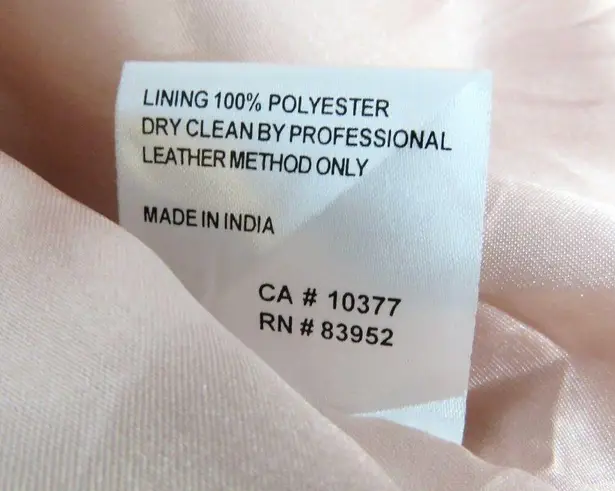 LINING 100% POLYESTER
DRY CLEAN BY PROFESSIONAL
LEATHER METHOD ONLY
MADE IN INDIA
CA # 10377
RN # 83952